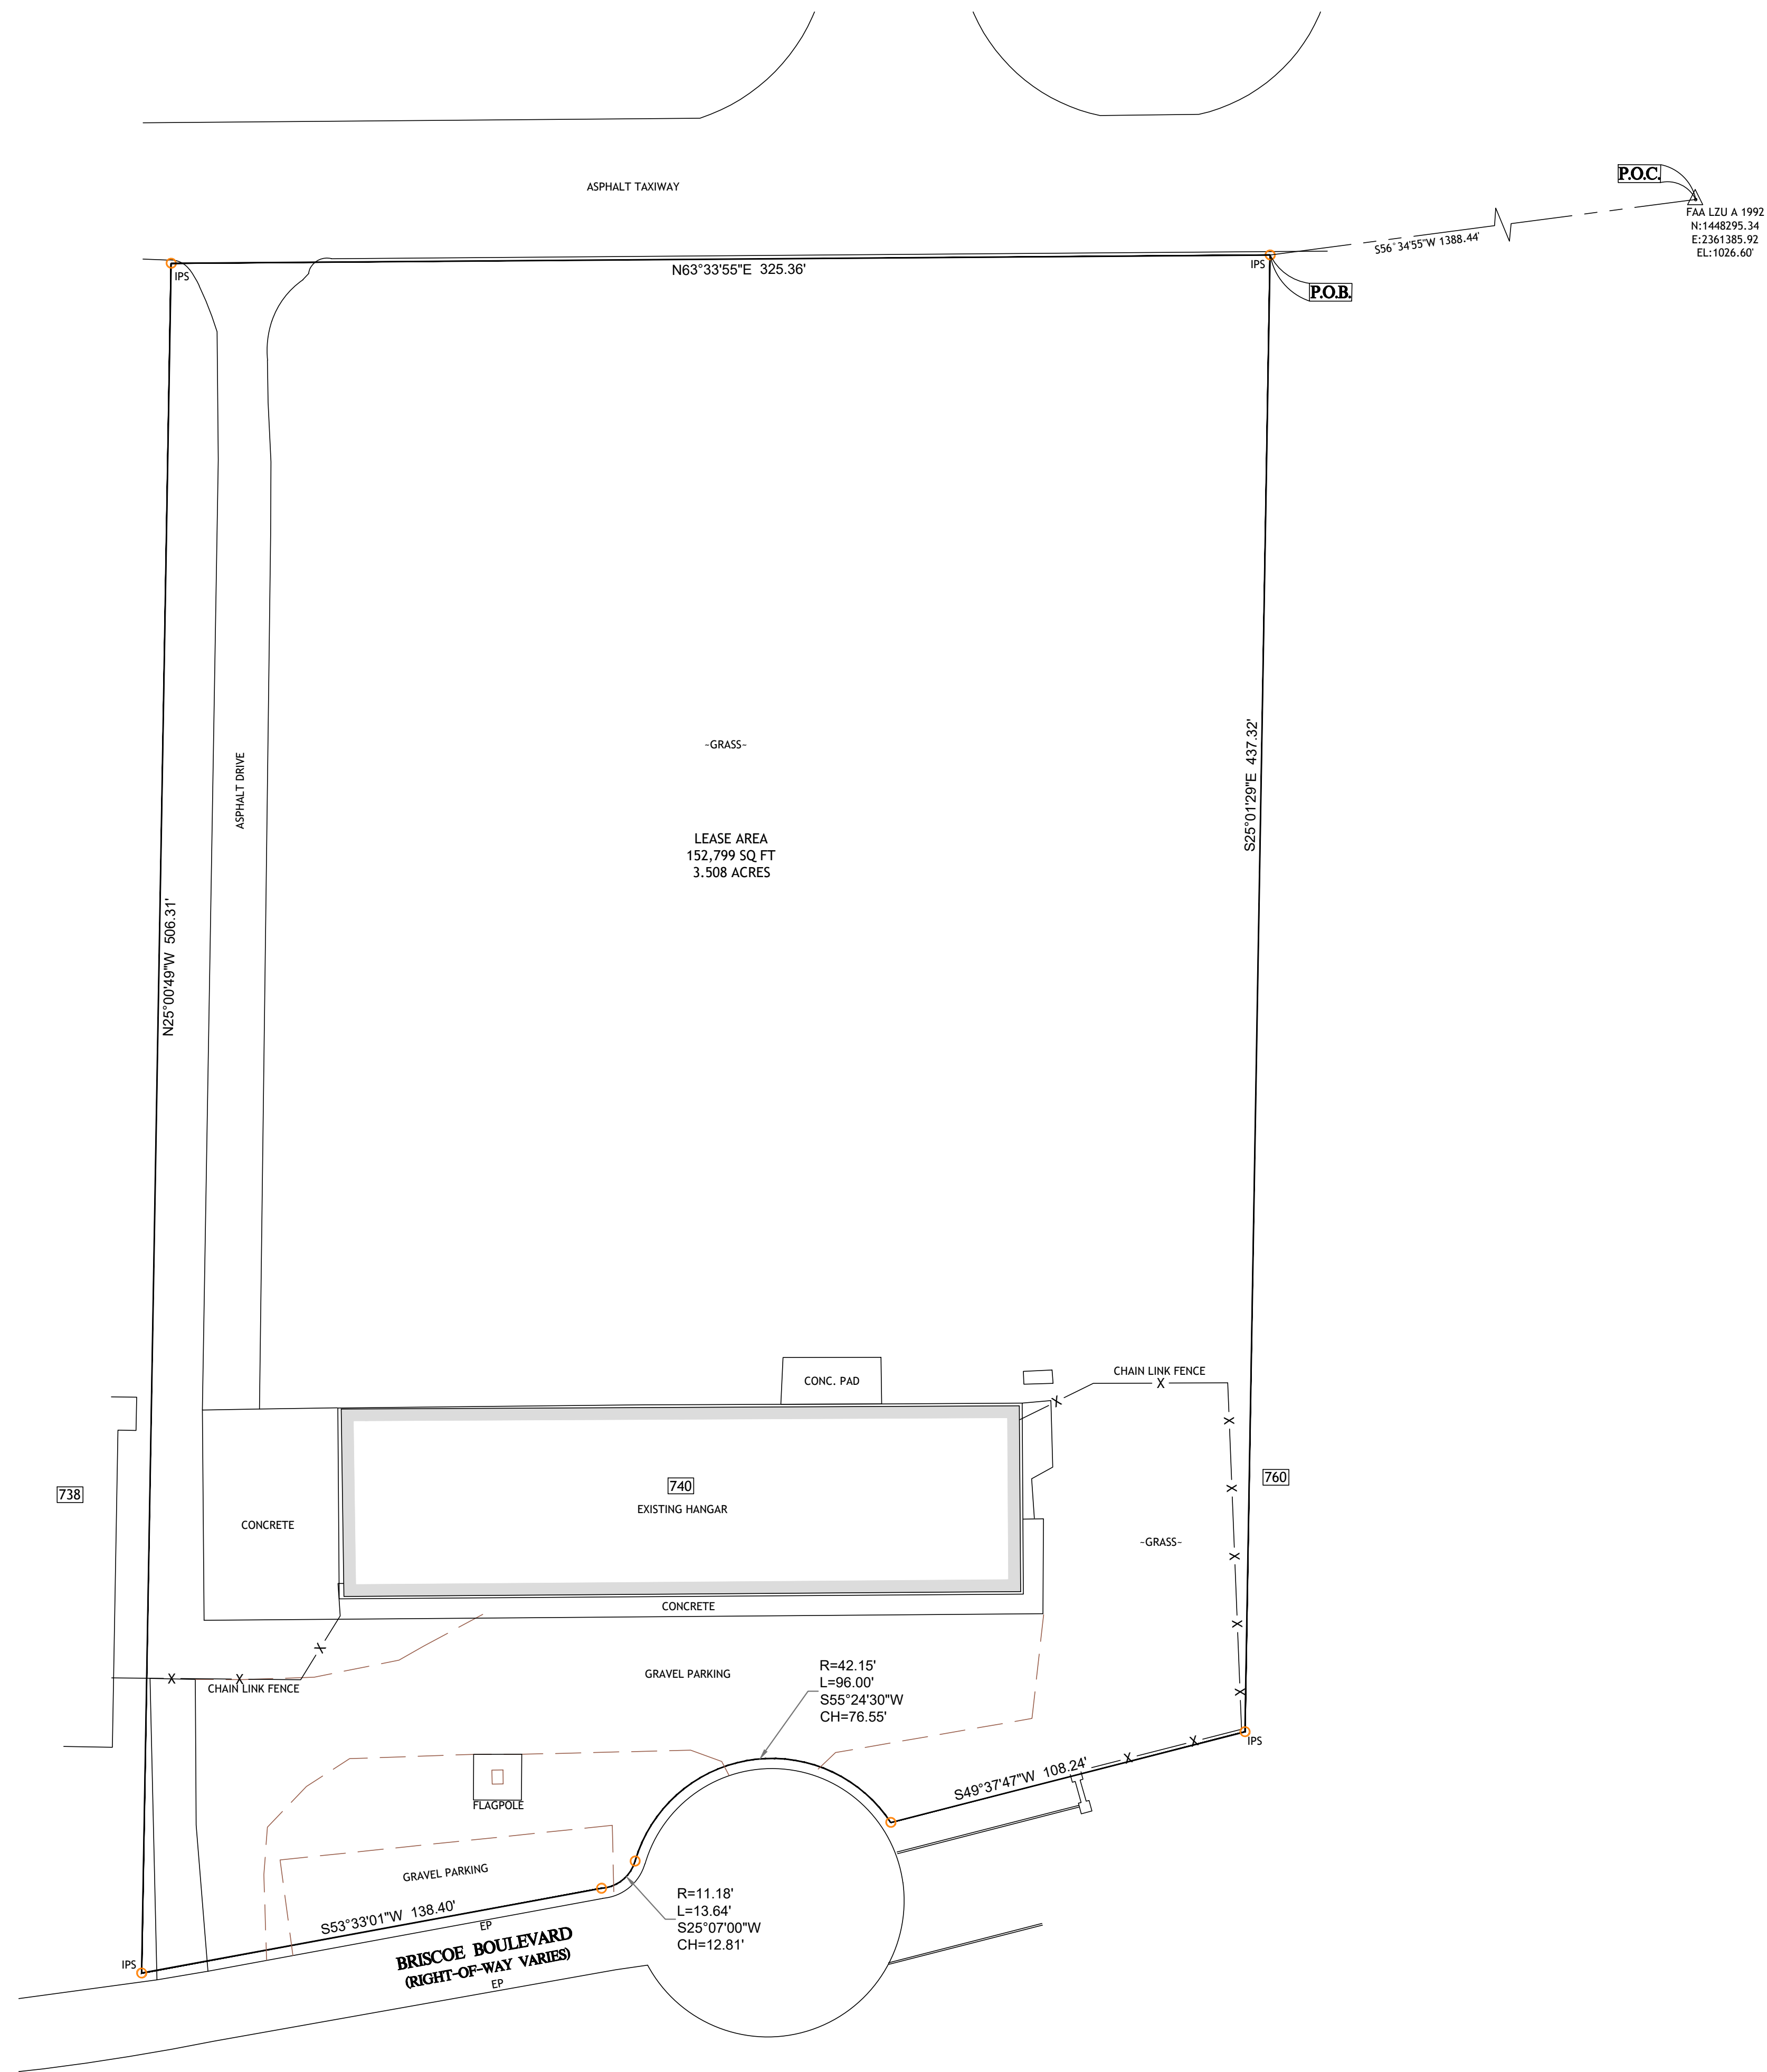 P.O.C.
ASPHALT TAXIWAY
FAA LZU A 1992
N:1448295.34
E:2361385.92
EL:1026.60'
S56°34'55"W 1388.44'
IPS
N63°33'55"E 325.36'
IPS
P.O.B.
~GRASS~
ASPHALT DRIVE
S25°01'29"E 437.32'
LEASE AREA
152,799 SQ FT
3.508 ACRES
N25°00'49"W 506.31'
CHAIN LINK FENCE
X
CONC. PAD
X
X
738
740
760
X
EXISTING HANGAR
CONCRETE
~GRASS~
X
CONCRETE
X
X
GRAVEL PARKING
R=42.15'
L=96.00'
S55°24'30"W
CH=76.55'
X
X
CHAIN LINK FENCE
X
IPS
X
X
S49°37'47"W 108.24'
FLAGPOLE
GRAVEL PARKING
R=11.18'
L=13.64'
S25°07'00"W
CH=12.81'
S53°33'01"W 138.40'
EP
IPS
BRISCOE BOULEVARD
(RIGHT-OF-WAY VARIES)
EP